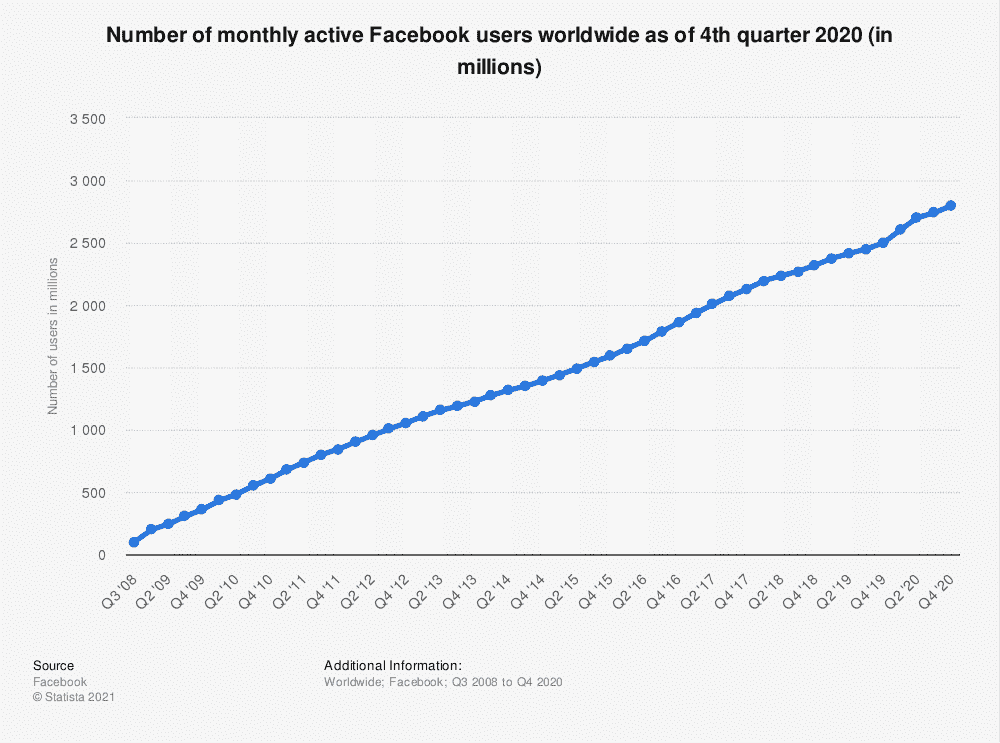 Number of monthly active Facebook users worldwide as of 4th quarter 2020 (in
millions)
Number of users in millions
3 500
3 000
2 500
2 000
1 500
1 000
500
0
Q3 '08
Q2 '09
Q4 '09
Q2 '10
Q4 '10
Q2 '11
Q4 '11
Q2 '12
Q4 '12
Q2 '13
Q4 '13
Q2 '14
Q4 '14
Q2 '15
Q4 '15
Q2 '16
Q4 '16
Q2 '17
Q4 '17
Q2 '18
Q4 '18
Q2 '19
Q4 '19
Q2 '20
Q4 '20
Source
Facebook
© Statista 2021
Additional Information:
Worldwide; Facebook; Q3 2008 to Q4 2020